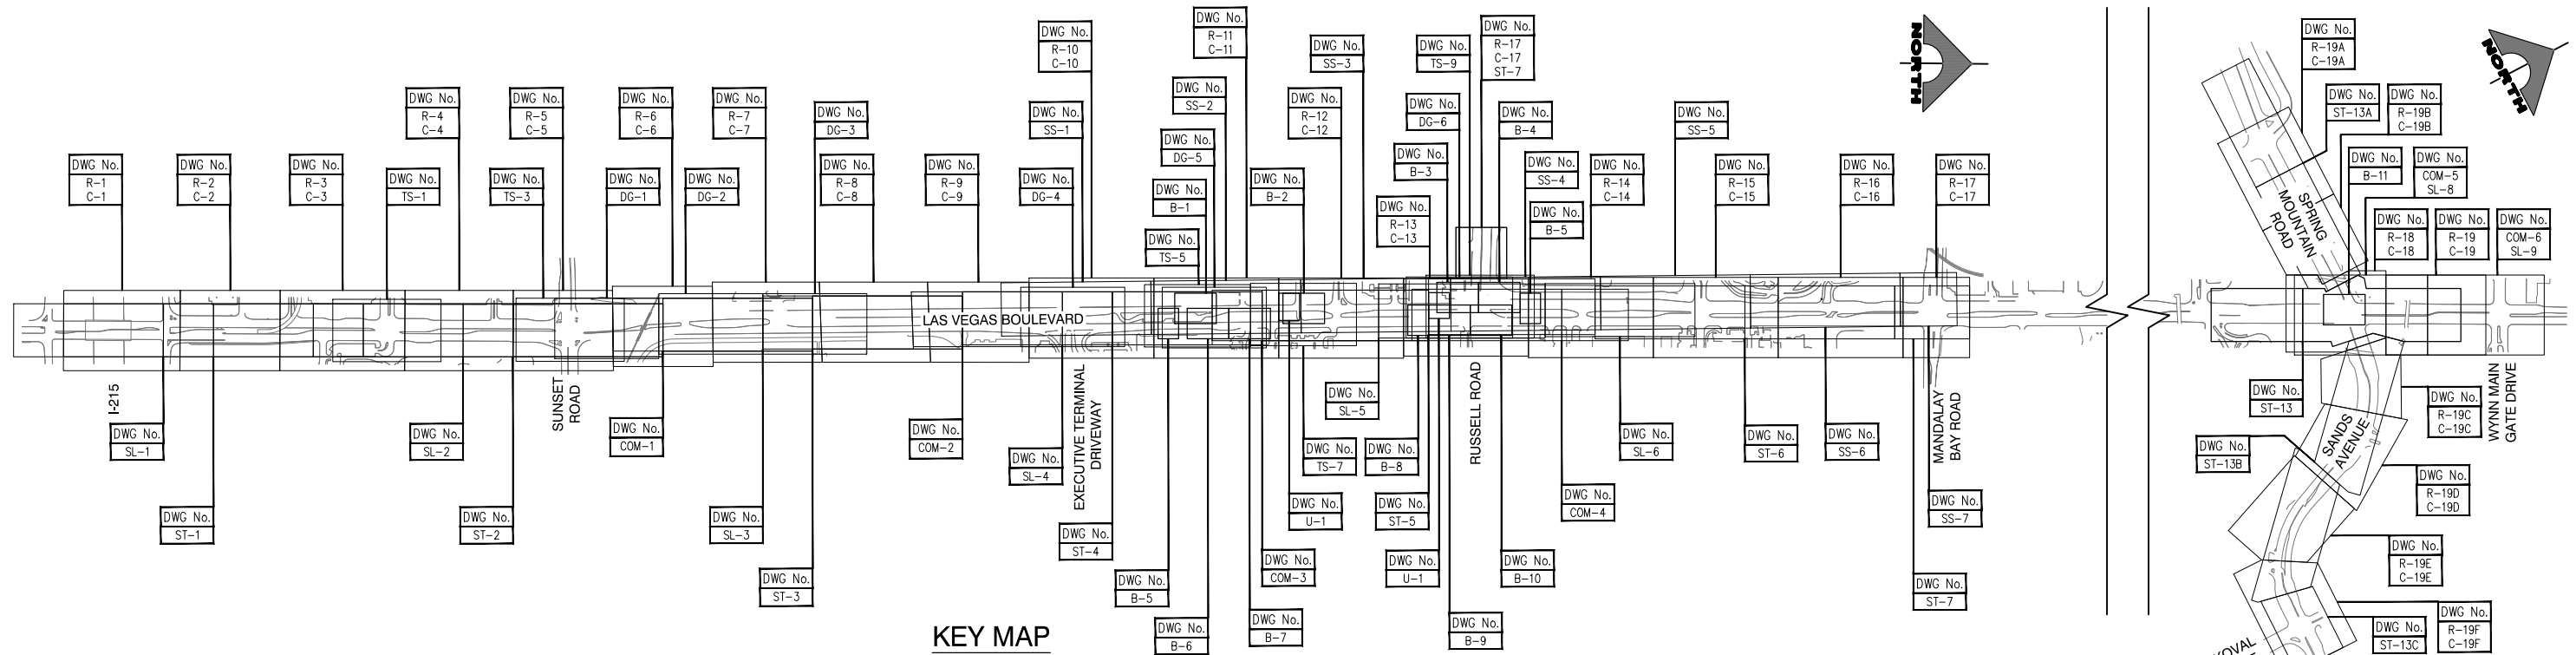 DWG No.
R-1
C-1
DWG No.
R-2
C-2
DWG No.
R-3
C-3
DWG No.
TS-1
DWG No.
R-4
C-4
DWG No.
TS-3
DWG No.
R-5
C-5
DWG No.
DG-1
DWG No.
R-6
C-6
DWG No.
DG-2
DWG No.
R-7
C-7
DWG No.
DG-3
DWG No.
R-8
C-8
DWG No.
R-9
C-9
DWG No.
DG-4
DWG No.
SS-1
DWG No.
R-10
C-10
DWG No.
TS-5
DWG No.
B-1
DWG No.
DG-5
DWG No.
SS-2
DWG No.
R-11
C-11
DWG No.
B-2
DWG No.
R-12
C-12
DWG No.
SS-3
DWG No.
R-13
C-13
DWG No.
B-3
DWG No.
DG-6
DWG No.
TS-9
DWG No.
R-17
C-17
ST-7
DWG No.
B-4
DWG No.
SS-4
DWG No.
B-5
DWG No.
R-14
C-14
DWG No.
SS-5
DWG No.
R-15
C-15
DWG No.
R-16
C-16
DWG No.
R-17
C-17
NORTH
NORTH
DWG No.
R-19A
C-19A
DWG No.
ST-13A
DWG No.
R-19B
C-19B
DWG No.
B-11
DWG No.
COM-5
SL-8
DWG No.
R-18
C-18
DWG No.
R-19
C-19
DWG No.
COM-6
SL-9
SPRING
MOUNTAIN
ROAD
LAS VEGAS BOULEVARD
I-215
SUNSET
ROAD
EXECUTIVE TERMINAL
DRIVEWAY
RUSSELL ROAD
MANDALAY
BAY ROAD
WYNN MAIN
GATE DRIVE
SANDS
AVENUE
DWG No.
SL-1
DWG No.
ST-1
DWG No.
SL-2
DWG No.
ST-2
DWG No.
COM-1
DWG No.
SL-3
DWG No.
ST-3
DWG No.
COM-2
DWG No.
SL-4
DWG No.
ST-4
DWG No.
B-5
DWG No.
B-6
DWG No.
B-7
DWG No.
COM-3
DWG No.
U-1
DWG No.
TS-7
DWG No.
SL-5
DWG No.
B-8
DWG No.
ST-5
DWG No.
U-1
DWG No.
B-9
DWG No.
B-10
DWG No.
COM-4
DWG No.
SL-6
DWG No.
ST-6
DWG No.
SS-6
DWG No.
SS-7
DWG No.
ST-7
DWG No.
ST-13
DWG No.
ST-13B
DWG No.
R-19C
C-19C
DWG No.
R-19D
C-19D
DWG No.
R-19E
C-19E
DWG No.
ST-13C
DWG No.
R-19F
C-19F
KEY MAP